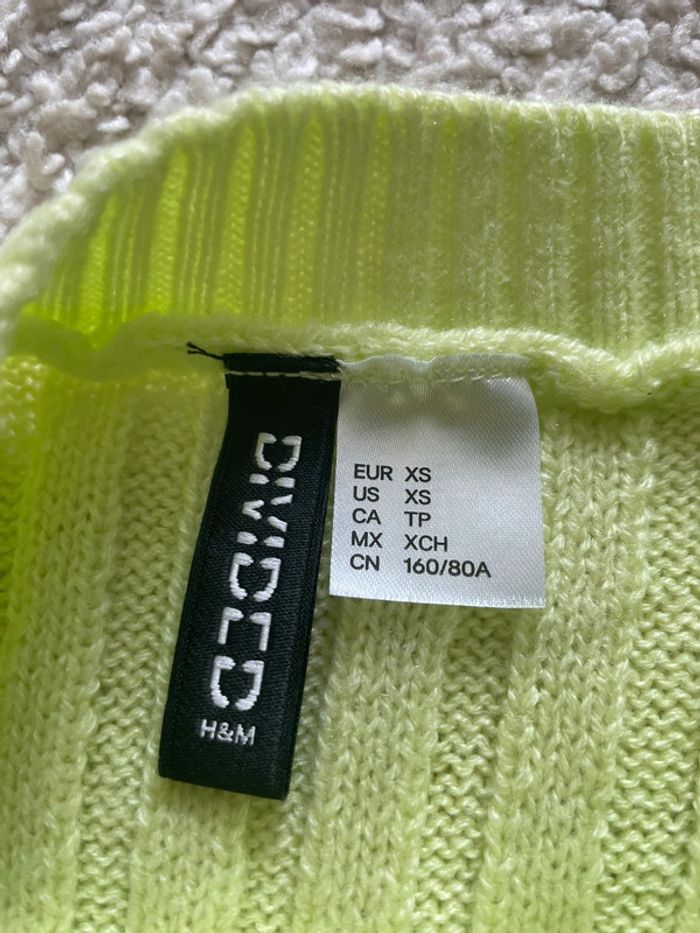 DIVIDED
H&M
EUR XS
US XS
CA TP
MX XCH
CN 160/80A